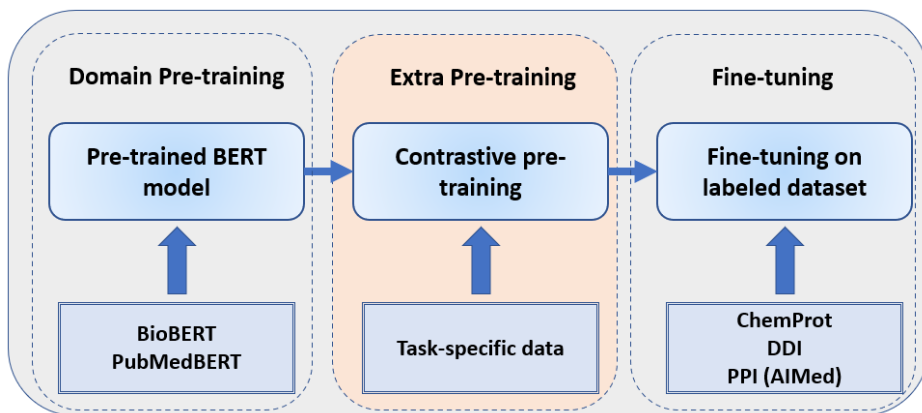 Domain Pre-training
Extra Pre-training
Fine-tuning
Pre-trained BERT
model
Contrastive pre-
training
Fine-tuning on
labeled dataset
BioBERT
PubMedBERT
Task-specific data
ChemProt
DDI
PPI (AIMed)